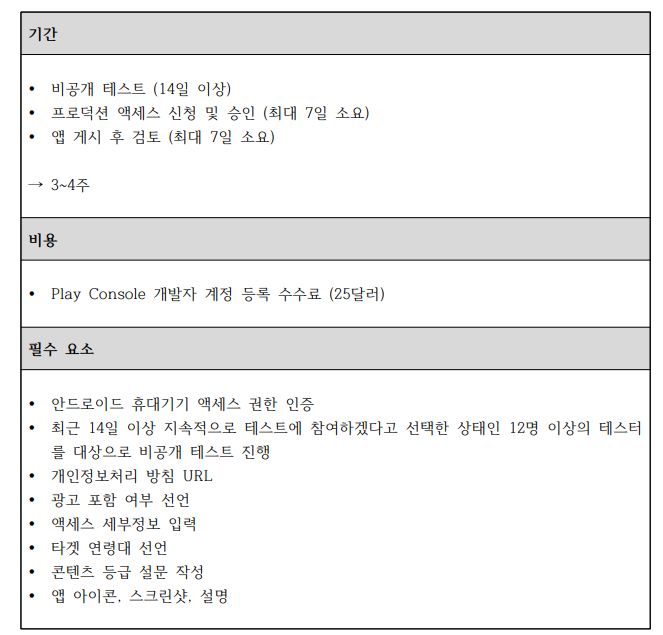 기간
• 비공개 테스트 (14일 이상)
• 프로덕션 액세스 신청 및 승인 (최대 7일 소요)
• 앱 게시 후 검토 (최대 7일 소요)
→ 3~4주
비용
• Play Console 개발자 계정 등록 수수료 (25달러)
필수 요소
• 안드로이드 휴대기기 액세스 권한 인증
• 최근 14일 이상 지속적으로 테스트에 참여하겠다고 선택한 상태인 12명 이상의 테스터
를 대상으로 비공개 테스트 진행
• 개인정보처리 방침 URL
• 광고 포함 여부 선언
• 액세스 세부정보 입력
• 타겟 연령대 선언
• 콘텐츠 등급 설문 작성
• 앱 아이콘, 스크린샷, 설명